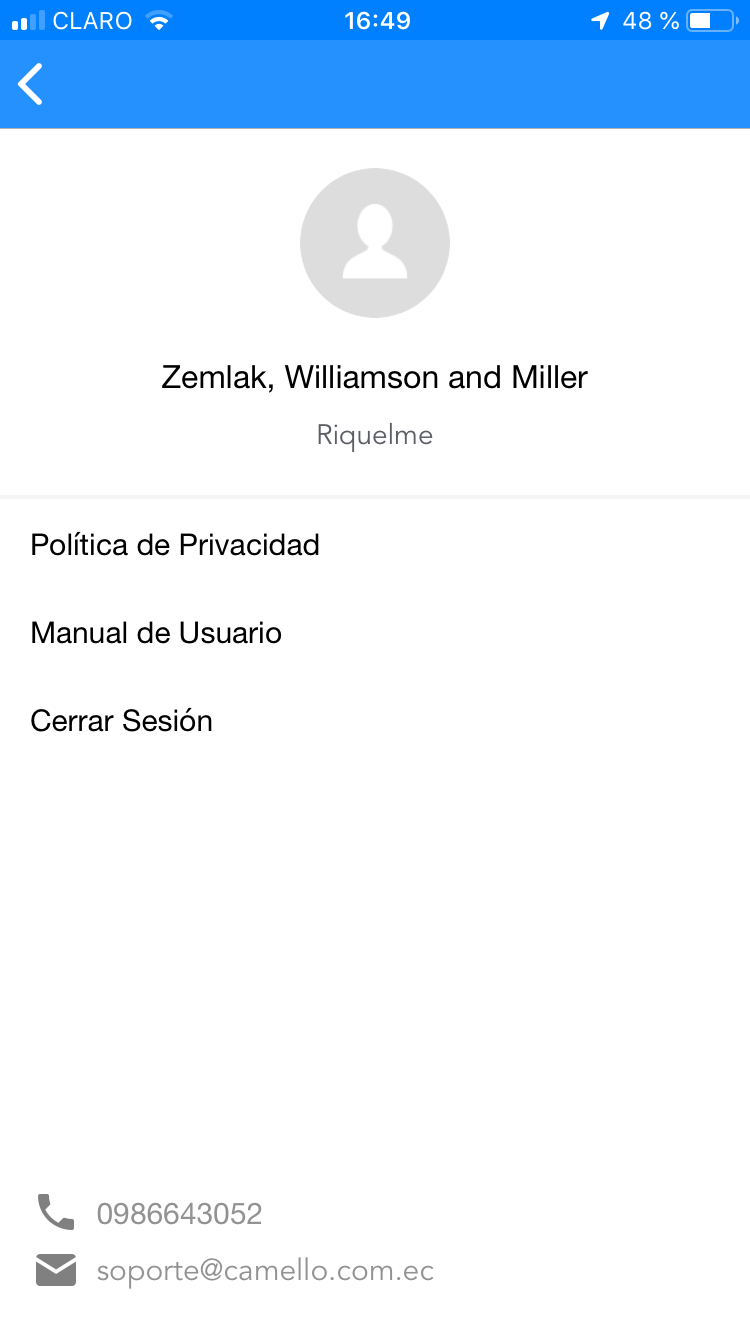 CLARO 16:49 48 %
Zemlak, Williamson and Miller
Riquelme
Política de Privacidad
Manual de Usuario
Cerrar Sesión
0986643052
soporte@camello.com.ec